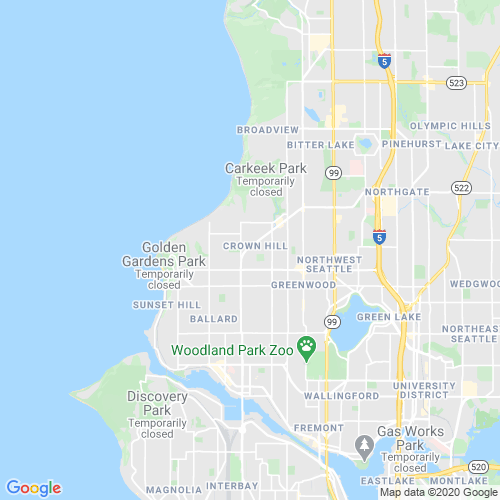 5
523
BROADVIEW
OLYMPIC HILLS
BITTER LAKE
PINEHURST
LAKE CITY
Carkeek Park
Temporarily
closed
99
NORTHGATE
522
5
CROWN HILL
Golden
Gardens Park
Temporarily
closed
NORTHWEST
SEATTLE
GREENWOOD
WEDGWOO
SUNSET HILL
BALLARD
99
GREEN LAKE
NORTHEAS
SEATTLE
Woodland Park Zoo
Discovery
Park
Temporarily
closed
WALLINGFORD
UNIVERSITY
DISTRICT
FREMONT
Gas Works
Park
Temporarily
closed
520
Google
MAGNOLIA
INTERBAY
EASTLAKE
MONTLAKE
Map data ©2020 Google